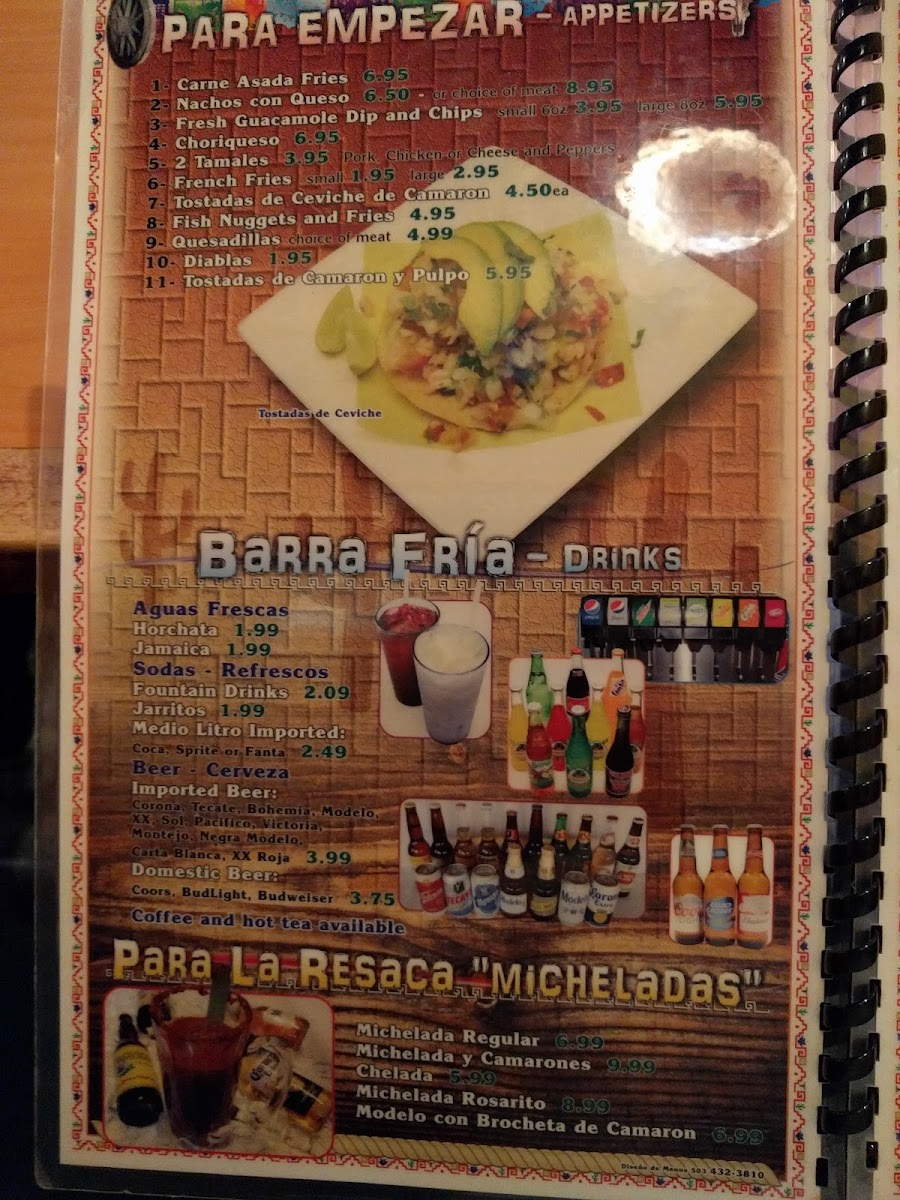 PARA EMPEZAR - APPETIZERS
1- Carne Asada Fries 6.95
2- Nachos con Queso 6.50 - or choice of meat 8.95
3- Fresh Guacamole Dip and Chips small 6oz 3.95 large 8oz 5.95
4- Choriqueso 6.95
5- 2 Tamales 3.95 Pork, Chicken or Cheese and Peppers
6- French Fries small 1.95 large 2.95
7- Tostadas de Ceviche de Camaron 4.50ea
8- Fish Nuggets and Fries 4.95
9- Quesadillas choice of meat 4.99
10- Diablas 1.95
11- Tostadas de Camaron y Pulpo 5.95
Tostadas de Ceviche
BARRA FRÍA - DRINKS
Aguas Frescas
Horchata 1.99
Jamaica 1.99
Sodas - Refrescos
Fountain Drinks 2.09
Jarritos 1.99
Medio Litro Imported:
Coca, Sprite or Fanta 2.49
Beer - Cerveza
Imported Beer:
Corona, Tecate, Bohemia, Modelo,
XX, Sol, Pacifico, Victoria,
Montejo, Negra Modelo,
Carta Blanca, XX Roja 3.99
Domestic Beer:
Coors, BudLight, Budweiser 3.75
Coffee and hot tea available
PARA LA RESACA "MICHELADAS"
Michelada Regular 6.99
Michelada y Camarones 9.99
Chelada 5.99
Michelada Rosarito 8.99
Modelo con Brocheta de Camaron 6.99
Diseño de Menus 503 432-3810